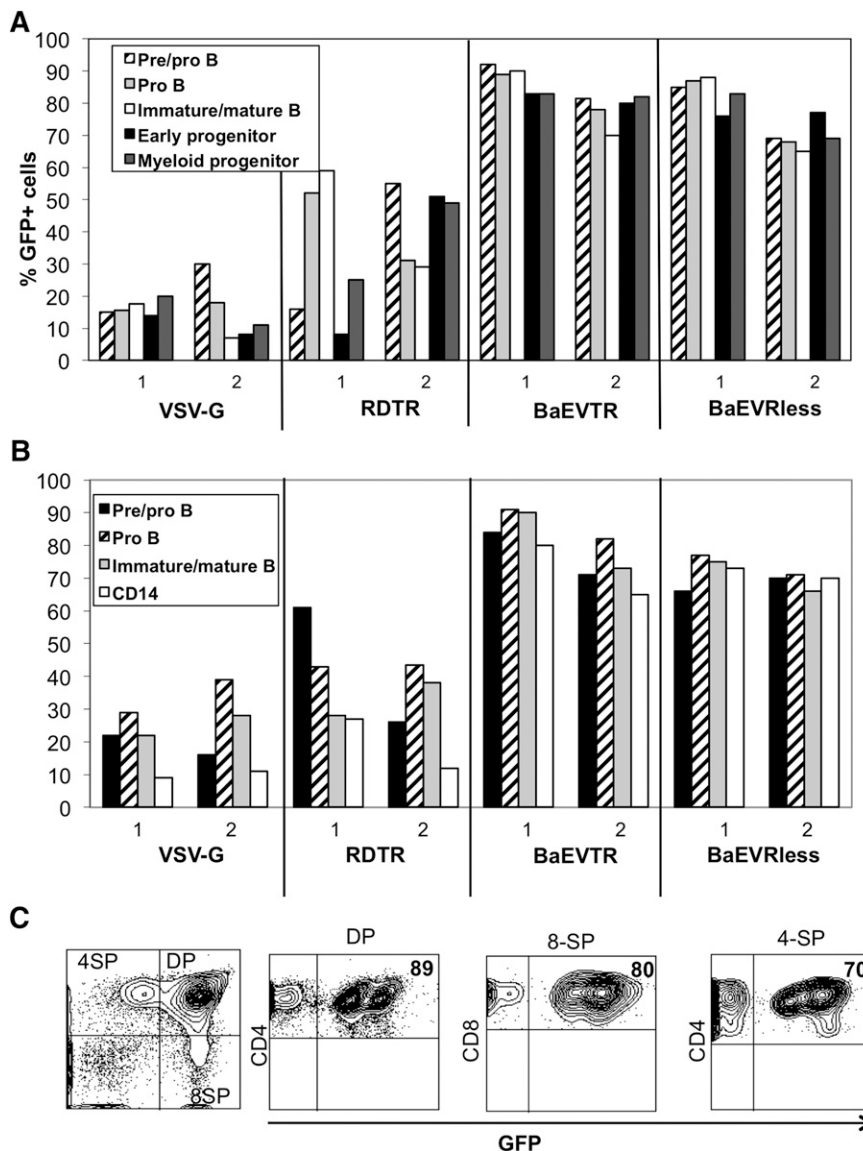 A
100
90
80
70
60
50
40
30
20
10
0
% GFP+ cells
Pre/pro B
Pro B
Immature/mature B
Early progenitor
Myeloid progenitor
1 2 1 2 1 2 1 2
VSV-G RDTR BaEVTR BaEVRless
B
100
90
80
70
60
50
40
30
20
10
0
Pre/pro B
Pro B
Immature/mature B
CD14
1 2 1 2 1 2 1 2
VSV-G RDTR BaEVTR BaEVRless
C
DP 8-SP 4-SP
4SP DP
8SP
CD4
89
CD8
80
CD4
70
GFP